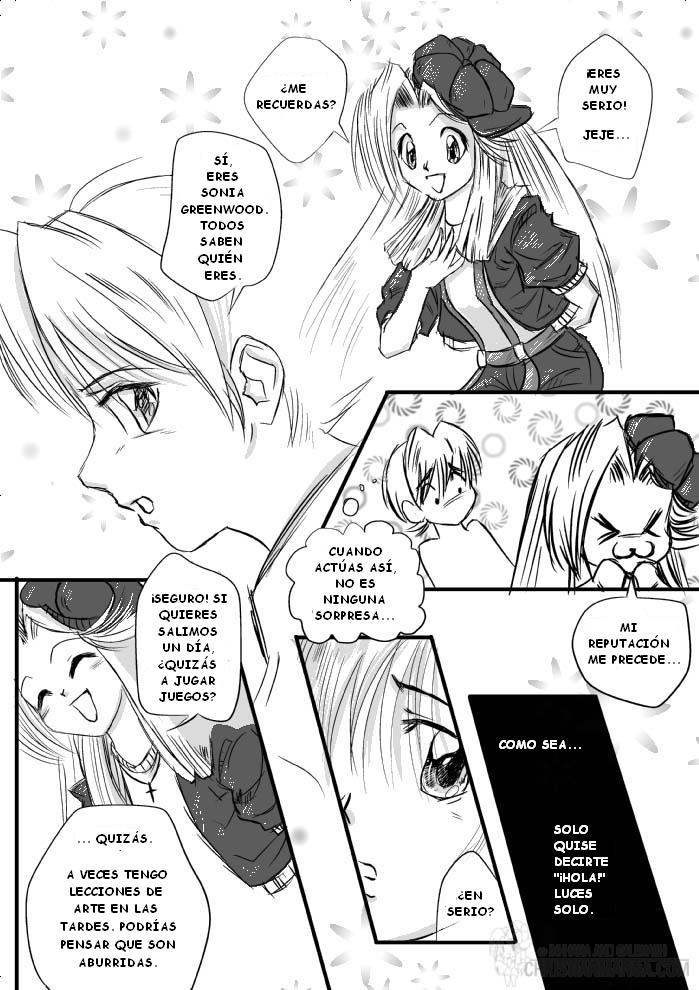 ¿ME
RECUERDAS?
¡ERES
MUY
SERIO!
JEJE...
SÍ,
ERES
SONIA
GREENWOOD.
TODOS
SABEN
QUIÉN
ERES.
CUANDO
ACTÚAS ASÍ,
NO ES
NINGUNA
SORPRESA...
MI
REPUTACIÓN
ME PRECEDE...
COMO SEA...
SOLO
QUISE
DECIRTE
"¡HOLA!"
LUCES
SOLO.
¿EN
SERIO?
¡SEGURO! SI
QUIERES
SALIMOS
UN DÍA,
¿QUIZÁS
A JUGAR
JUEGOS?
... QUIZÁS.
A VECES TENGO
LECCIONES DE
ARTE EN LAS
TARDES. PODRÍAS
PENSAR QUE SON
ABURRIDAS.